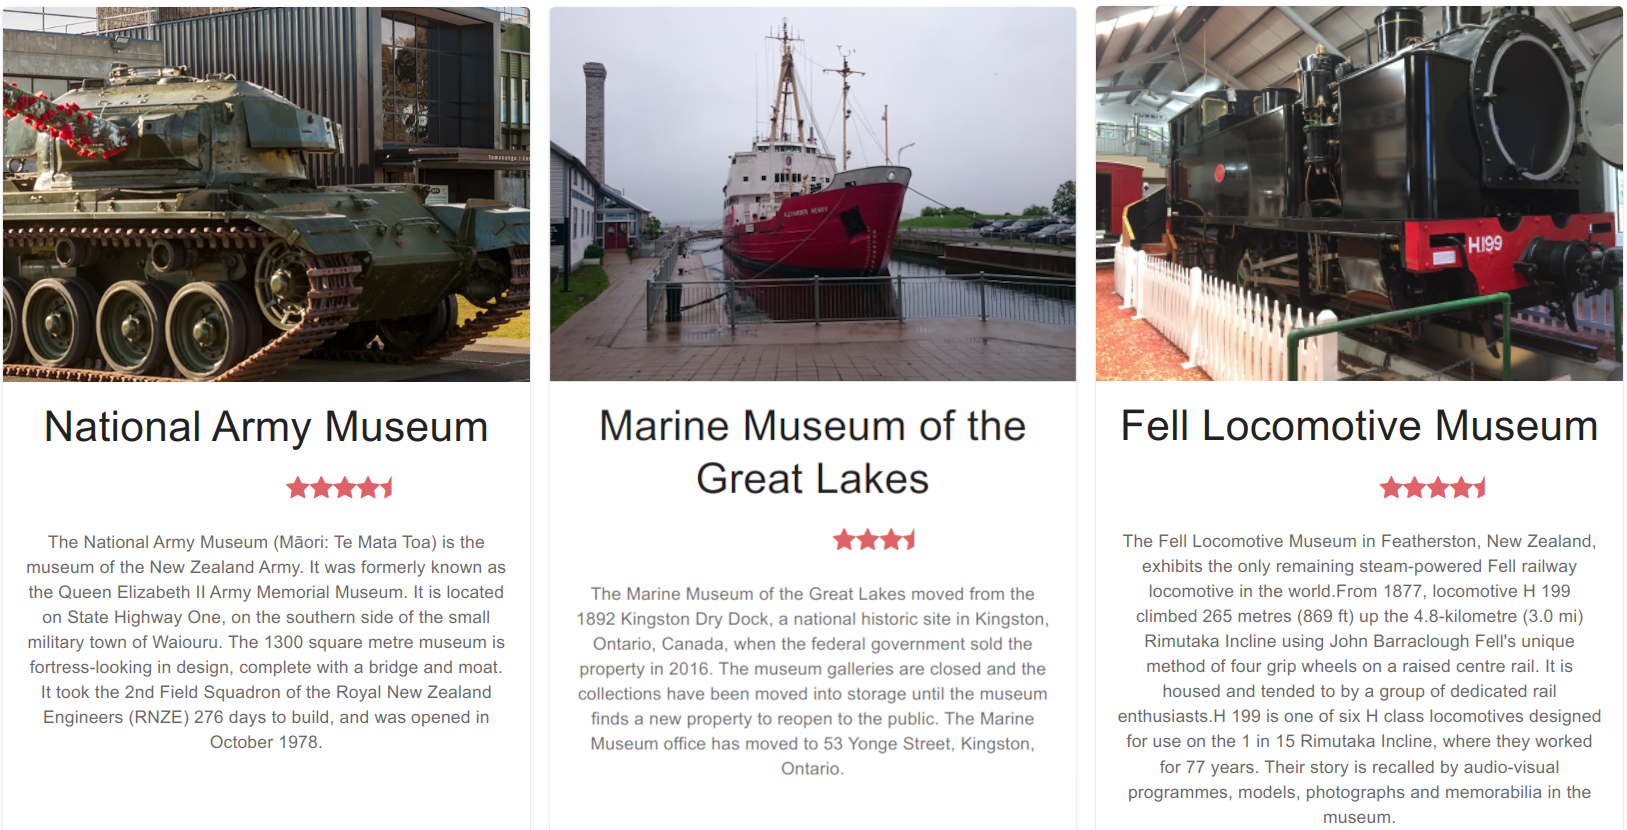 ALEXANDER HENRY
H199
National Army Museum
The National Army Museum (Māori: Te Mata Toa) is the
museum of the New Zealand Army. It was formerly known as
the Queen Elizabeth II Army Memorial Museum. It is located
on State Highway One, on the southern side of the small
military town of Waiouru. The 1300 square metre museum is
fortress-looking in design, complete with a bridge and moat.
It took the 2nd Field Squadron of the Royal New Zealand
Engineers (RNZE) 276 days to build, and was opened in
October 1978.
Marine Museum of the
Great Lakes
The Marine Museum of the Great Lakes moved from the
1892 Kingston Dry Dock, a national historic site in Kingston,
Ontario, Canada, when the federal government sold the
property in 2016. The museum galleries are closed and the
collections have been moved into storage until the museum
finds a new property to reopen to the public. The Marine
Museum office has moved to 53 Yonge Street, Kingston,
Ontario.
Fell Locomotive Museum
The Fell Locomotive Museum in Featherston, New Zealand,
exhibits the only remaining steam-powered Fell railway
locomotive in the world.From 1877, locomotive H 199
climbed 265 metres (869 ft) up the 4.8-kilometre (3.0 mi)
Rimutaka Incline using John Barraclough Fell's unique
method of four grip wheels on a raised centre rail. It is
housed and tended to by a group of dedicated rail
enthusiasts.H 199 is one of six H class locomotives designed
for use on the 1 in 15 Rimutaka Incline, where they worked
for 77 years. Their story is recalled by audio-visual
programmes, models, photographs and memorabilia in the
museum.